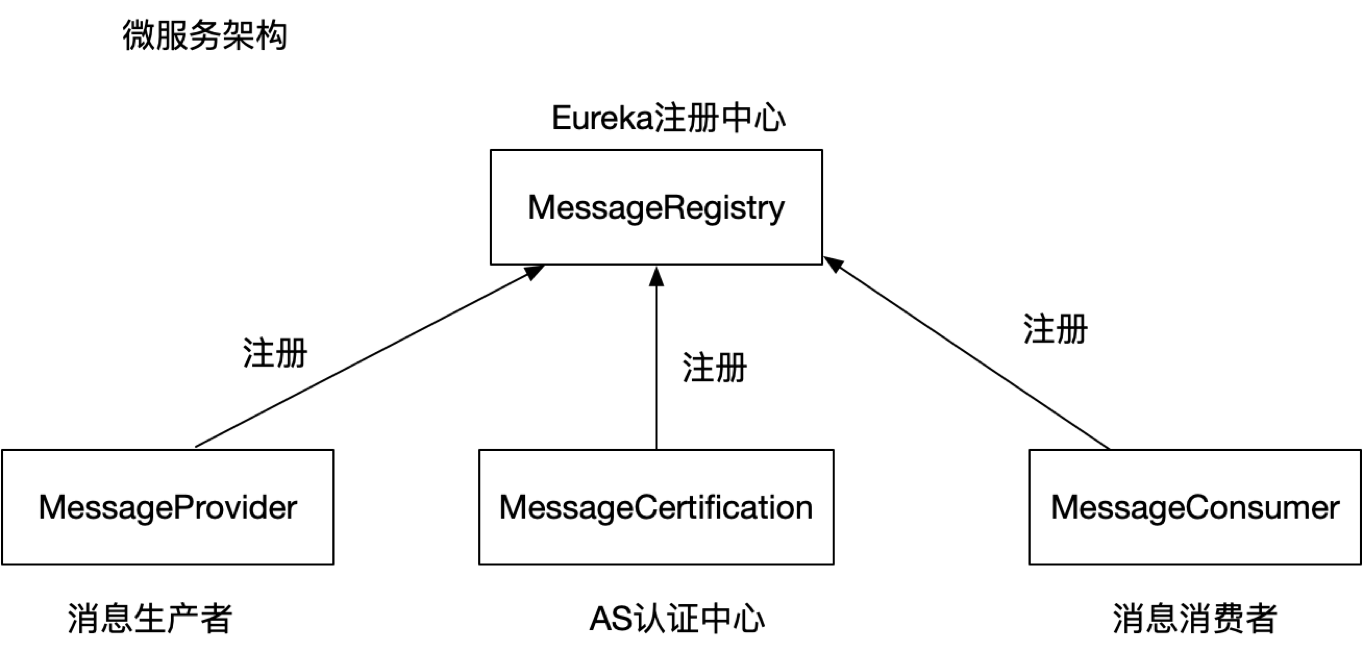 微服务架构
Eureka注册中心
MessageRegistry
注册
注册
注册
MessageProvider
MessageCertification
MessageConsumer
消息生产者
AS认证中心
消息消费者